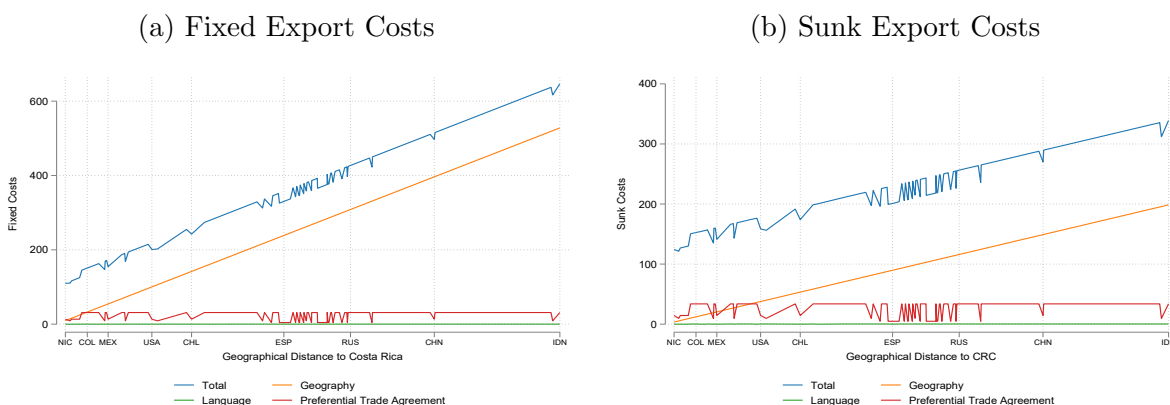 (a) Fixed Export Costs
600
400
200
0
Fixed Costs
NIC COL MEX USA CHL ESP RUS CHN IDN
Geographical Distance to Costa Rica
Total Geography
Language Preferential Trade Agreement
(b) Sunk Export Costs
400
300
200
100
0
Sunk Costs
NIC COL MEX USA CHL ESP RUS CHN ID
Geographical Distance to CRC
Total Geography
Language Preferential Trade Agreement